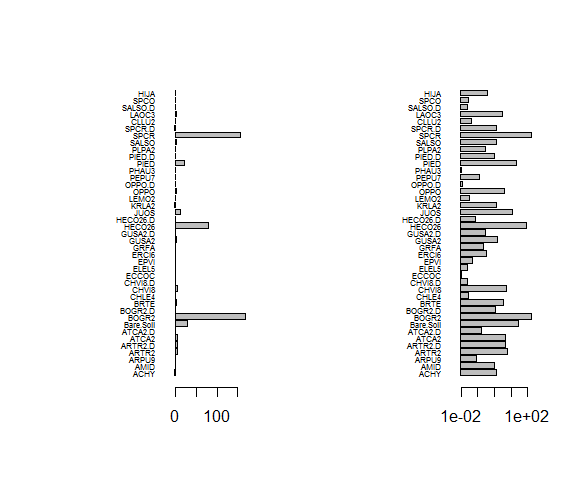 HIJA
SPCO
SALSO.D
LAOC3
CLLU2
SPCR.D
SPCR
SALSO
PLPA2
PIED.D
PIED
PHAU3
PEPU7
OPPO.D
OPPO
LEMO2
KRLA2
JUOS
HECO26.D
HECO26
GUSA2.D
GUSA2
GRFA
ERCI6
EPVI
ELEL5
ECCOC
CHVI8.D
CHVI8
CHLE4
BRTE
BOGR2.D
BOGR2
Bare.Soil
ATCA2.D
ATCA2
ARTR2.D
ARTR2
ARPU9
AMID
ACHY
0 100
HIJA
SPCO
SALSO.D
LAOC3
CLLU2
SPCR.D
SPCR
SALSO
PLPA2
PIED.D
PIED
PHAU3
PEPU7
OPPO.D
OPPO
LEMO2
KRLA2
JUOS
HECO26.D
HECO26
GUSA2.D
GUSA2
GRFA
ERCI6
EPVI
ELEL5
ECCOC
CHVI8.D
CHVI8
CHLE4
BRTE
BOGR2.D
BOGR2
Bare.Soil
ATCA2.D
ATCA2
ARTR2.D
ARTR2
ARPU9
AMID
ACHY
1e-02 1e+02